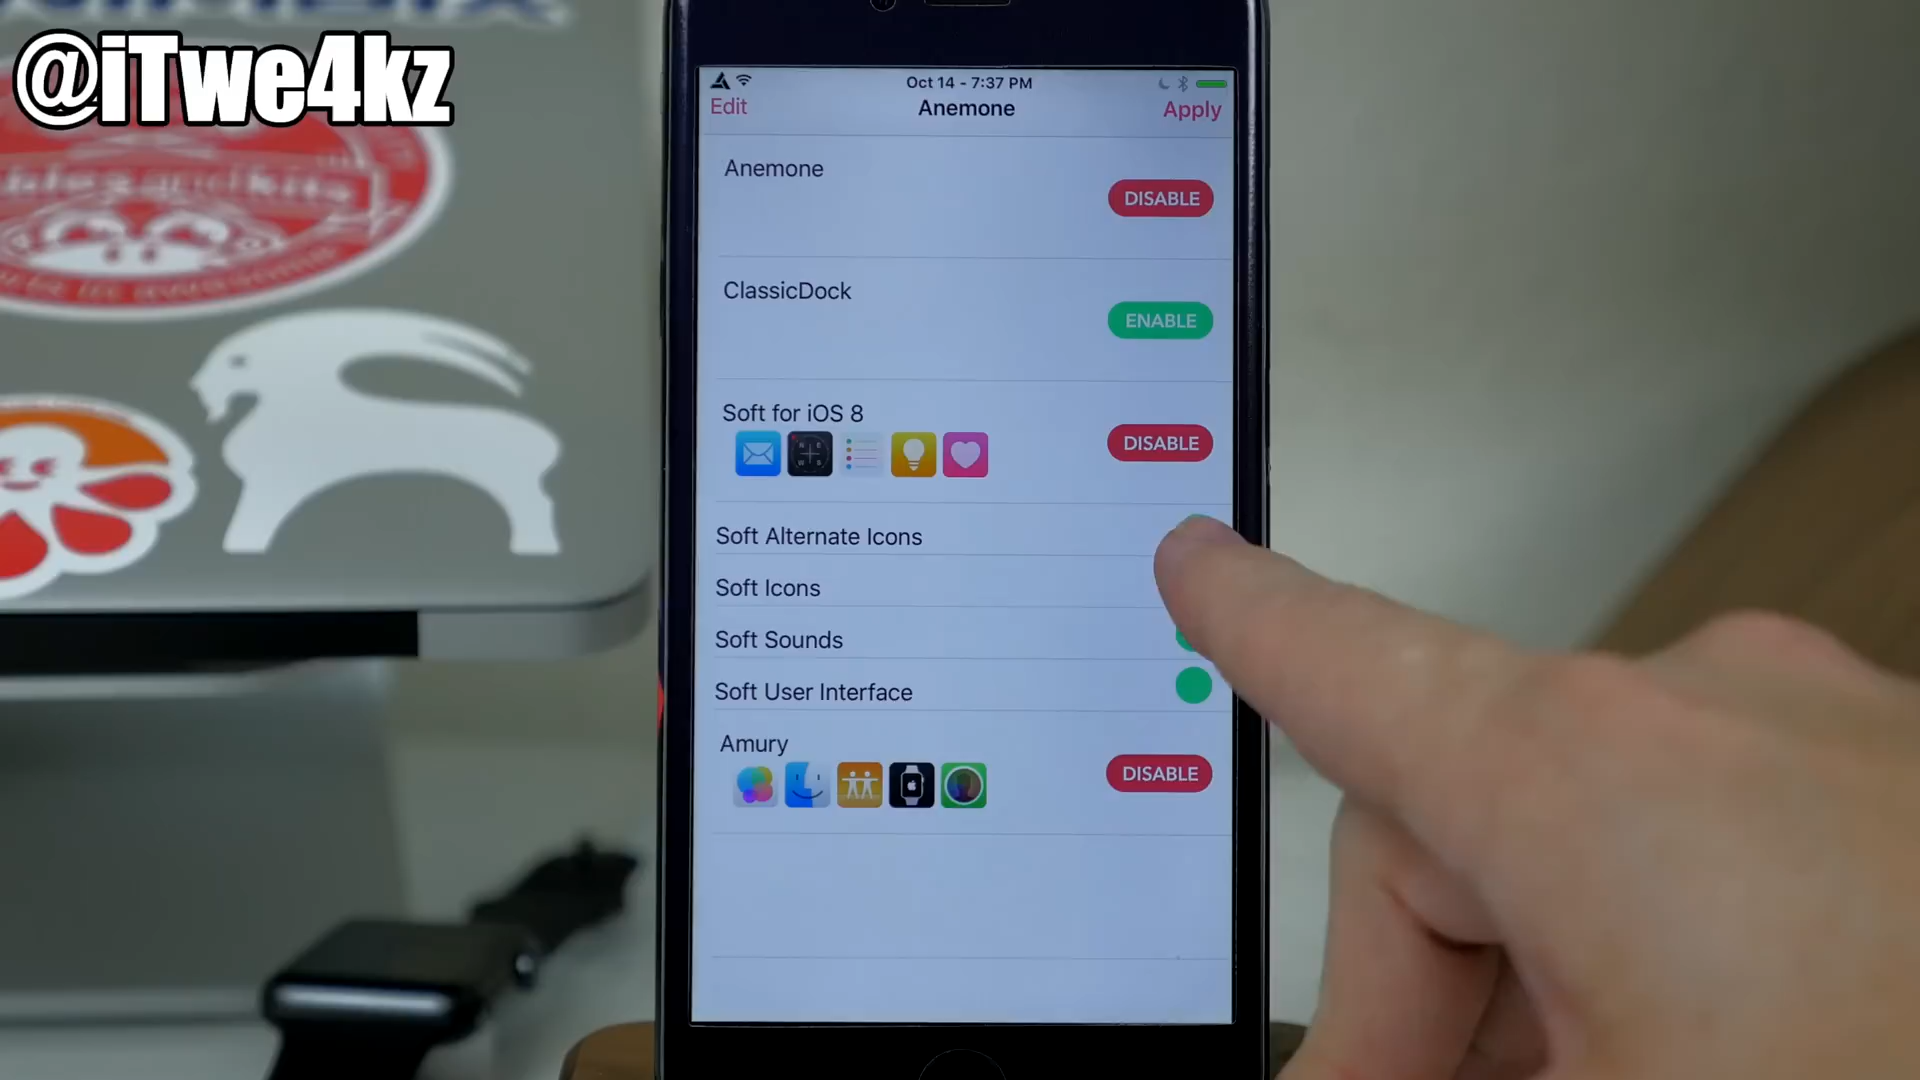 @iTwe4kz
Oct 14 - 7:37 PM
Edit
Anemone
Apply
Anemone
DISABLE
ClassicDock
ENABLE
Soft for iOS 8
DISABLE
Soft Alternate Icons
Soft Icons
Soft Sounds
Soft User Interface
Amury
DISABLE